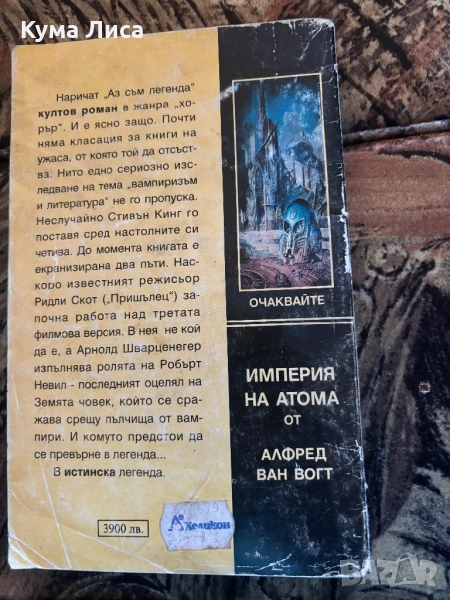 Кума Лиса
Наричат „Аз съм легенда"
култов роман в жанра „хо-
рър". И е ясно защо. Почти
няма класация за книги на
ужаса, от която той да отсъст-
ва. Нито едно сериозно изс-
ледване на тема „вампиризъм
и литература" не го пропуска.
Неслучайно Стивън Кинг го
поставя сред настолните си
четива. До момента книгата е
екранизирана два пъти. Нас-
коро известният режисьор
Ридли Скот („Пришълец") за-
почна работа над третата
филмова версия. В нея не кой
да е, а Арнолд Шварценегер
изпълнява ролята на Робърт
Невил - последният оцелял на
Земята човек, който се сра-
жава срещу пълчища от вам-
пири. И комуто предстои да
се превърне в легенда...
В истинска легенда.
3900 лв.
Хеликон
ОЧАКВАЙТЕ
ИМПЕРИЯ
НА АТОМА
ОТ
АЛФРЕД
ВАН ВОГТ
BAZAR